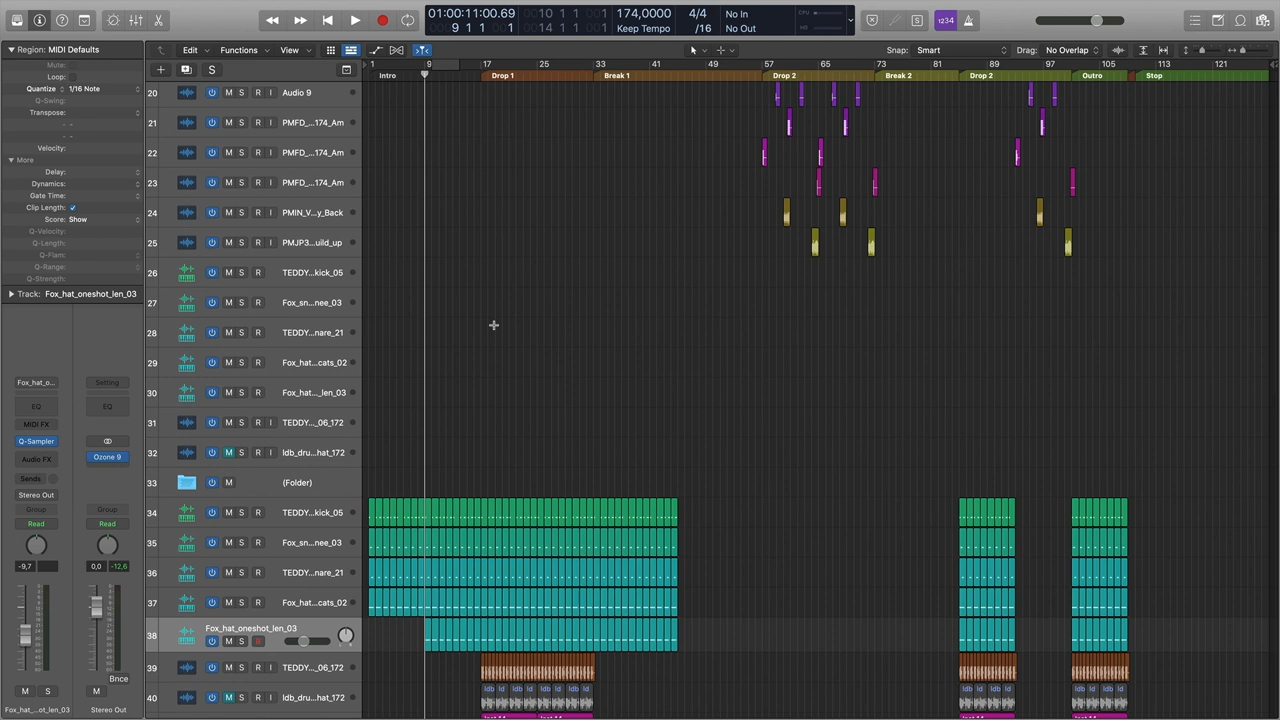 01:00:11:00.69
10 1 1 1
174,0000
4/4
No In
CPU
9 1 1 1
Keep Tempo
/16
No Out
1234
Region: MIDI Defaults
Edit
Functions
View
Snap: Smart
Drag: No Overlap
Mute:
Loop:
Quantize 1/16 Note
Q-Swing:
Transpose:
Velocity:
More
Delay:
Dynamics:
Gate Time:
Clip Length:
Score: Show
Q-Velocity:
Q-Length:
Q-Flam:
Q-Range:
Q-Strength:
Track: Fox_hat_oneshot_len_03
S
1 9 17 25 33 41 49 57 65 73 81 89 97 105 113 121
Intro Drop 1 Break 1 Drop 2 Break 2 Drop 2 Outro Stop
20 M S R I Audio 9
21 M S R I PMFD_...174_Am
22 M S R I PMFD_...174_Am
23 M S R I PMFD_...174_Am
24 M S R I PMIN_V...y_Back
25 M S R I PMJP3...uild_up
26 M S R TEDDY...kick_05
27 M S R Fox_sn...nee_03
28 M S R TEDDY...nare_21
29 M S R Fox_hat...cats_02
30 M S R Fox_hat..._len_03
31 M S R I TEDDY..._06_172
32 M S R I ldb_dru...hat_172
33 M (Folder)
34 M S R TEDDY...kick_05
35 M S R Fox_sn...nee_03
36 M S R TEDDY...nare_21
37 M S R Fox_hat...cats_02
38 Fox_hat_oneshot_len_03
M S R
39 M S R I TEDDY..._06_172
40 M S R I ldb_dru...hat_172
Fox_hat_o... Setting
EQ EQ
MIDI FX
Q-Sampler
Audio FX Ozone 9
Sends
Stereo Out
Group Group
Read Read
-9,7 0,0 -12,6
Bnce
M S M
Fox_hat_...ot_len_03 Stereo Out